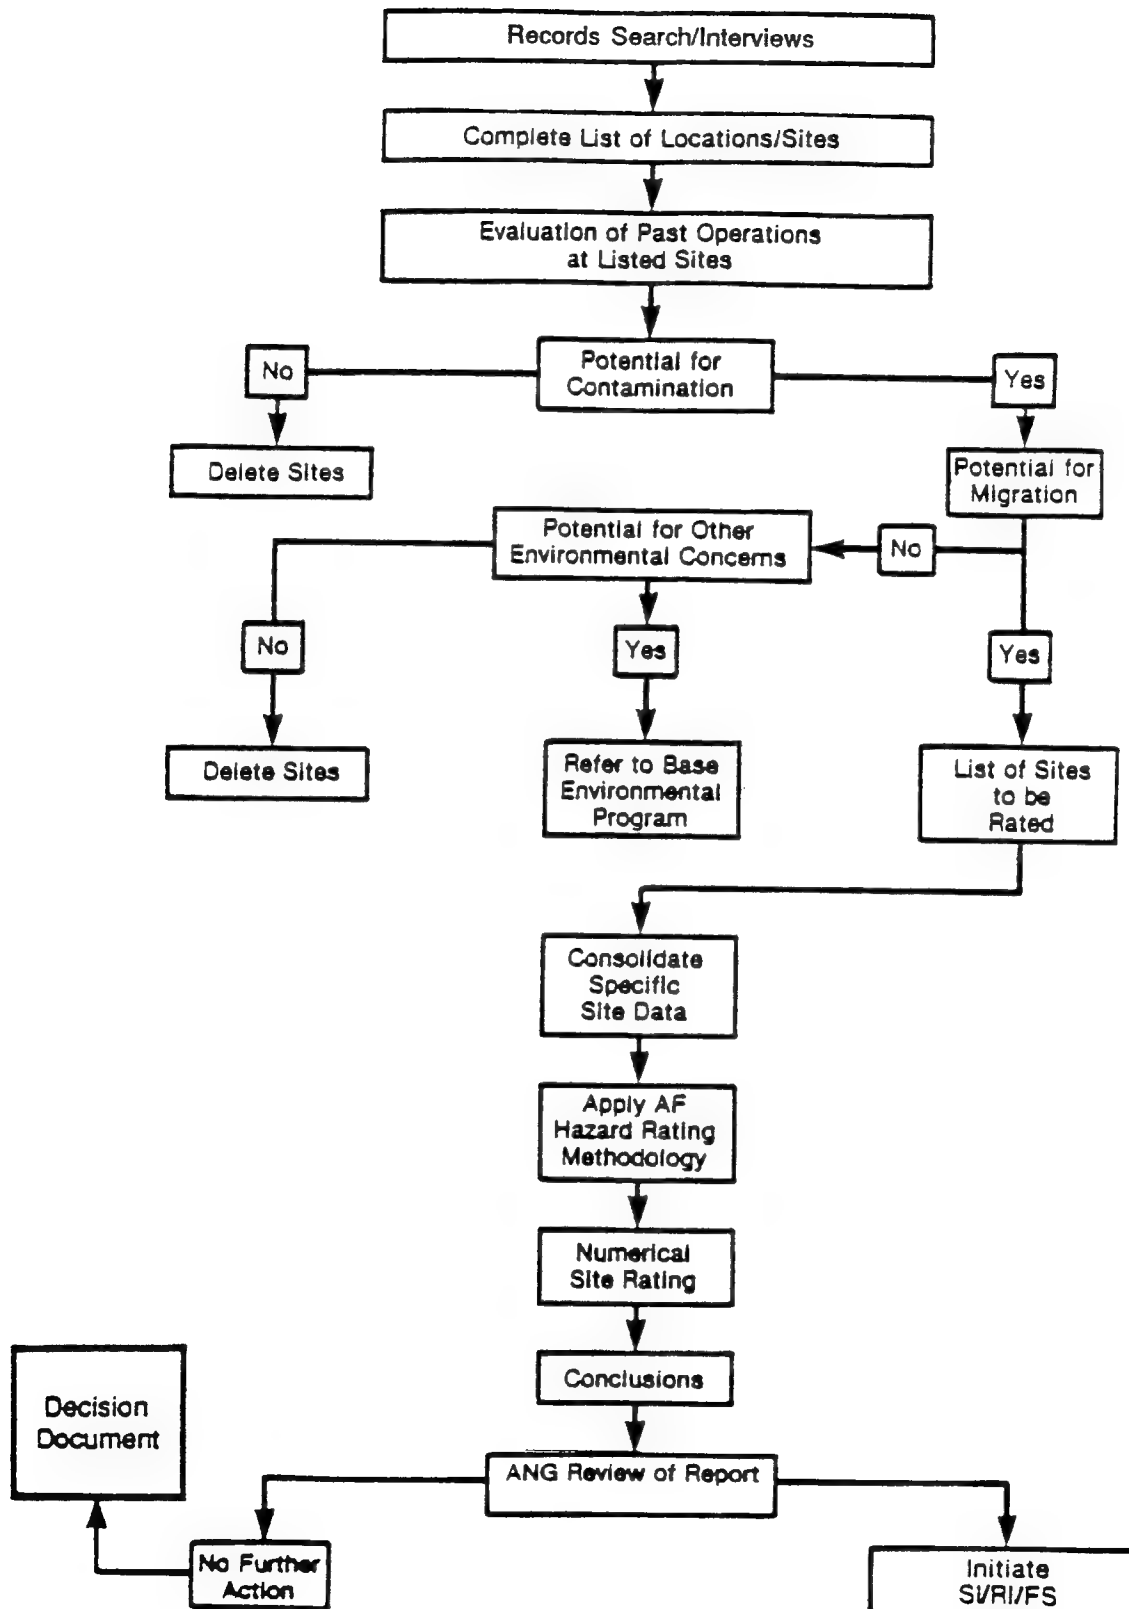 Records Search/Interviews
Complete List of Locations/Sites
Evaluation of Past Operations
at Listed Sites
Potential for
Contamination
No
Yes
Delete Sites
Potential for
Migration
Potential for Other
Environmental Concerns
No
No
Yes
Yes
Delete Sites
Refer to Base
Environmental
Program
List of Sites
to be
Rated
Consolidate
Specific
Site Data
Apply AF
Hazard Rating
Methodology
Numerical
Site Rating
Conclusions
Decision
Document
ANG Review of Report
No Further
Action
Initiate
SI/RI/FS